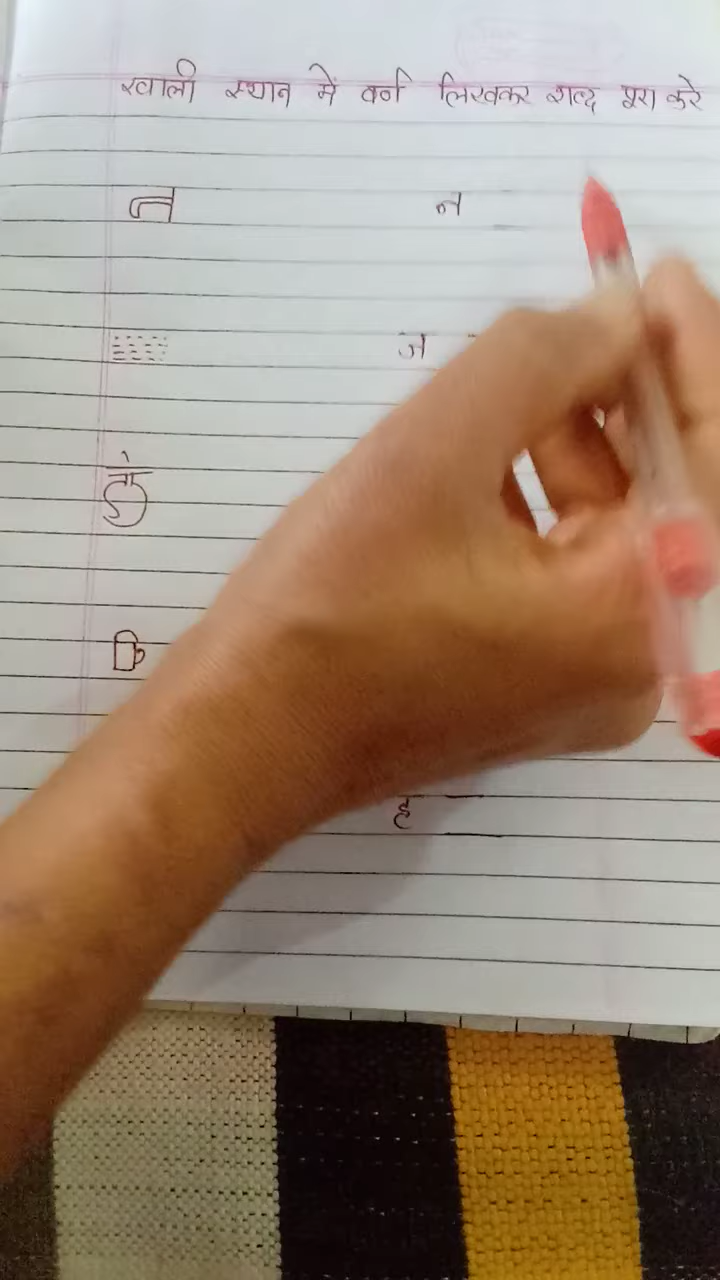 खाली स्थान में वर्ण लिखकर शब्द पूरा करे
न
ज
ह